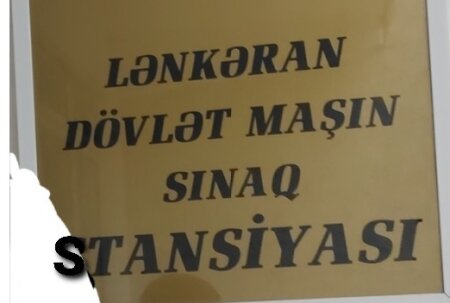 LƏNKƏRAN
DÖVLƏT MAŞIN
SINAQ
STANSİYASI